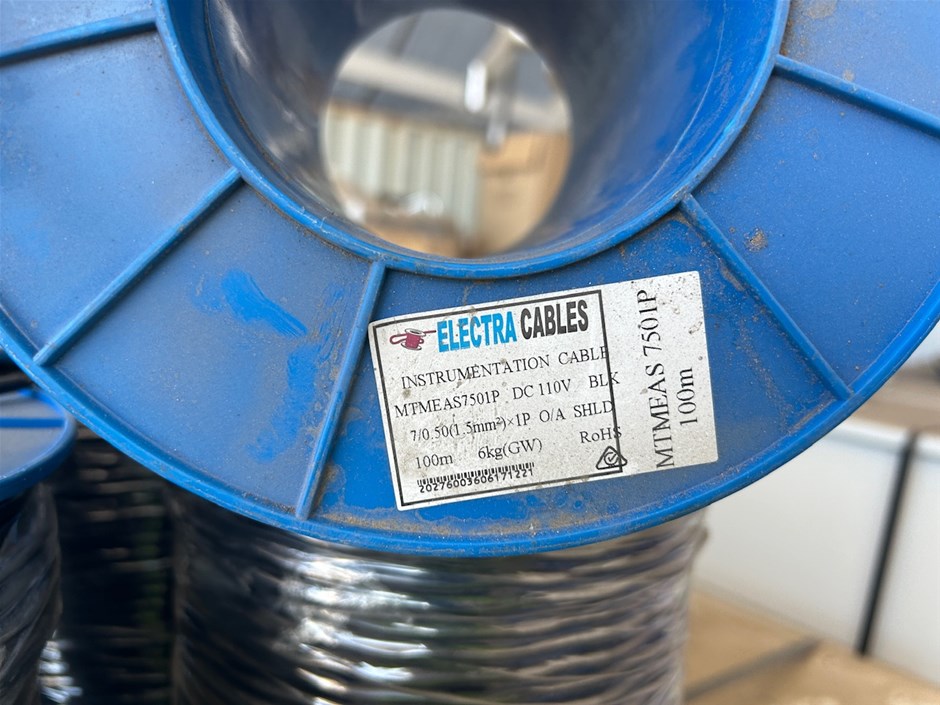 ELECTRA CABLES
INSTRUMENTATION CABLE
MTMEAS7501P DC 110V BLK
7/0.50(1.5mm²)×1P O/A SHLD
100m 6kg(GW) RoHS
20276003606171221
MTMEAS 7501P
100m